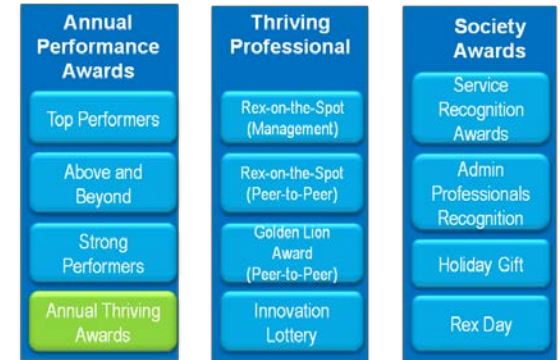 Annual
Performance
Awards
Top Performers
Above and
Beyond
Strong
Performers
Annual Thriving
Awards
Thriving
Professional
Rex-on-the-Spot
(Management)
Rex-on-the-Spot
(Peer-to-Peer)
Golden Lion
Award
(Peer-to-Peer)
Innovation
Lottery
Society
Awards
Service
Recognition
Awards
Admin
Professionals
Recognition
Holiday Gift
Rex Day